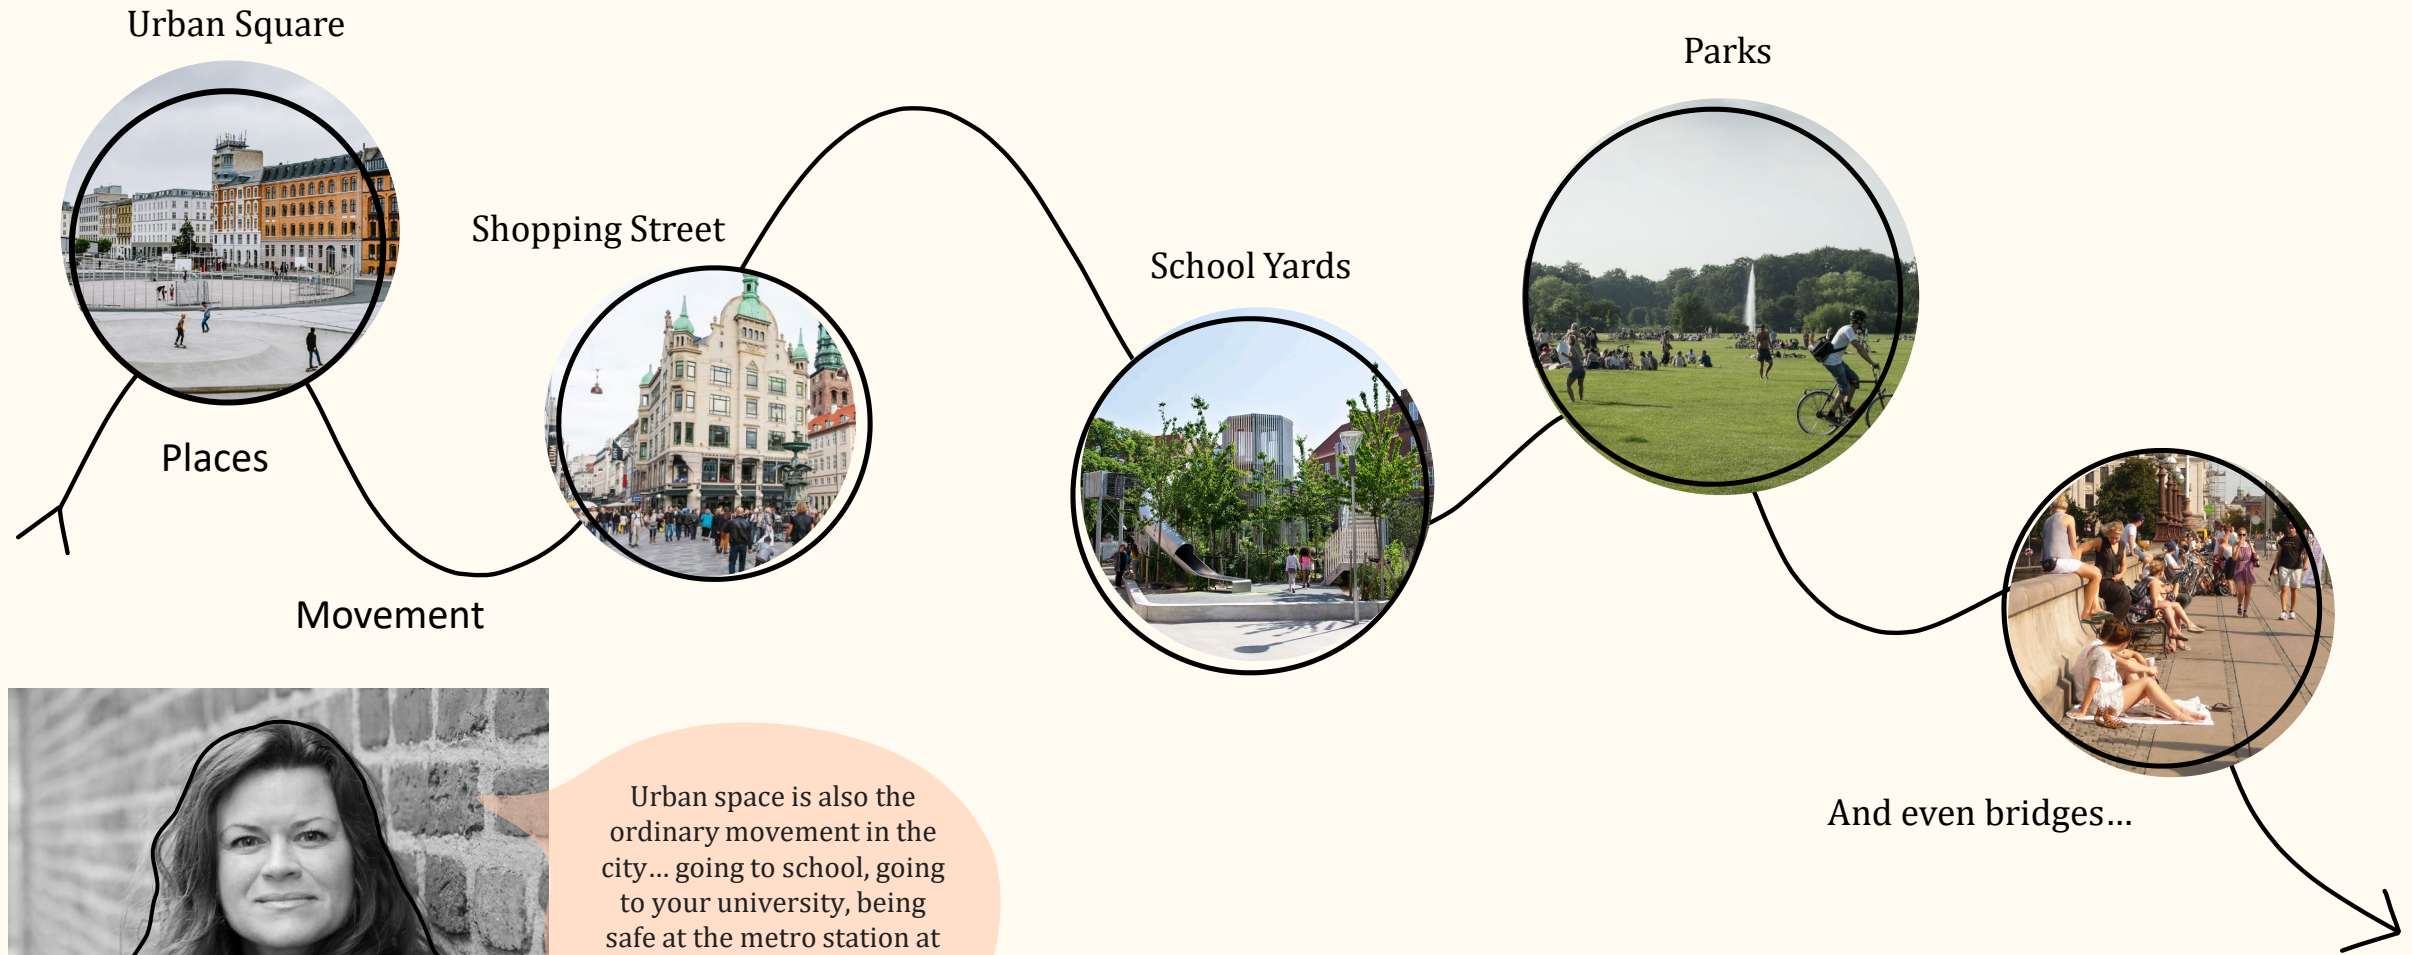 Urban Square
Parks
Shopping Street
School Yards
Places
Movement
And even bridges…
Urban space is also the
ordinary movement in the
city… going to school, going
to your university, being
safe at the metro station at